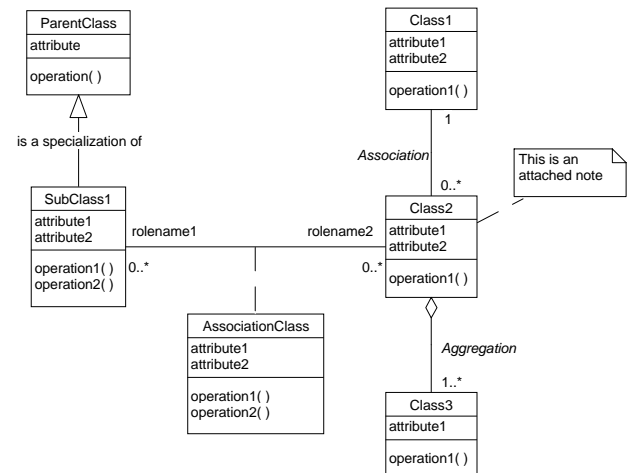 ParentClass
attribute
operation( )
is a specialization of
SubClass1
attribute1
attribute2
operation1( )
operation2( )
rolename1
0..*
rolename2
0..*
AssociationClass
attribute1
attribute2
operation1( )
operation2( )
Class1
attribute1
attribute2
operation1( )
1
Association
0..*
This is an
attached note
Class2
attribute1
attribute2
operation1( )
Aggregation
1..*
Class3
attribute1
operation1( )